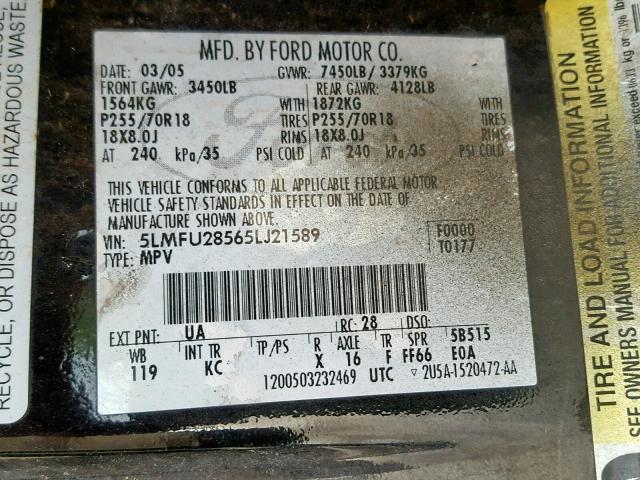 MFD. BY FORD MOTOR CO.
DATE: 03/05 GVWR: 7450LB/ 3379KG
FRONT GAWR: 3450LB REAR GAWR: 4128LB
1564KG WITH 1872KG WITH
P255/70R18 TIRES P255/70R18 TIRES
18X8.0J RIMS 18X8.0J RIMS
AT 240 kPa/35 PSI COLD AT 240 kPa/35 PSI COLD
THIS VEHICLE CONFORMS TO ALL APPLICABLE FEDERAL MOTOR
VEHICLE SAFETY STANDARDS IN EFFECT ON THE DATE OF
MANUFACTURE SHOWN ABOVE.
VIN: 5LMFU28565LJ21589 F0000
TYPE: MPV T0177
EXT PNT: UA RC: 28 DSO:
WB INT TR TP/PS R AXLE TR SPR 5B515
119 KC X 16 F FF66 E0A
1200503232469 UTC ▽ 2U5A-1520472-AA
RECYCLE, OR DISPOSE AS HAZARDOUS WASTE
TIRE AND LOAD INFORMATION
SEE OWNERS MANUAL FOR ADDITIONAL INFORMATION
kg or